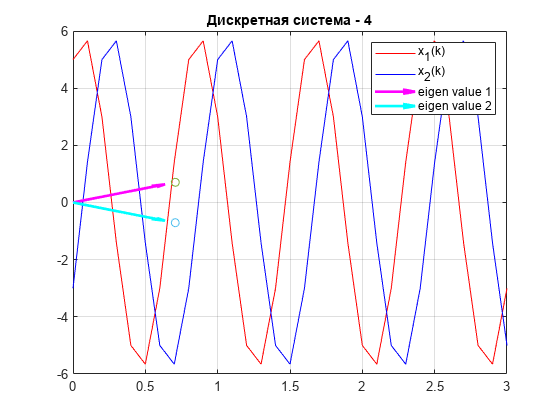 Дискретная система - 4
x1(k)
x2(k)
eigen value 1
eigen value 2
6
4
2
0
-2
-4
-6
0 0.5 1 1.5 2 2.5 3